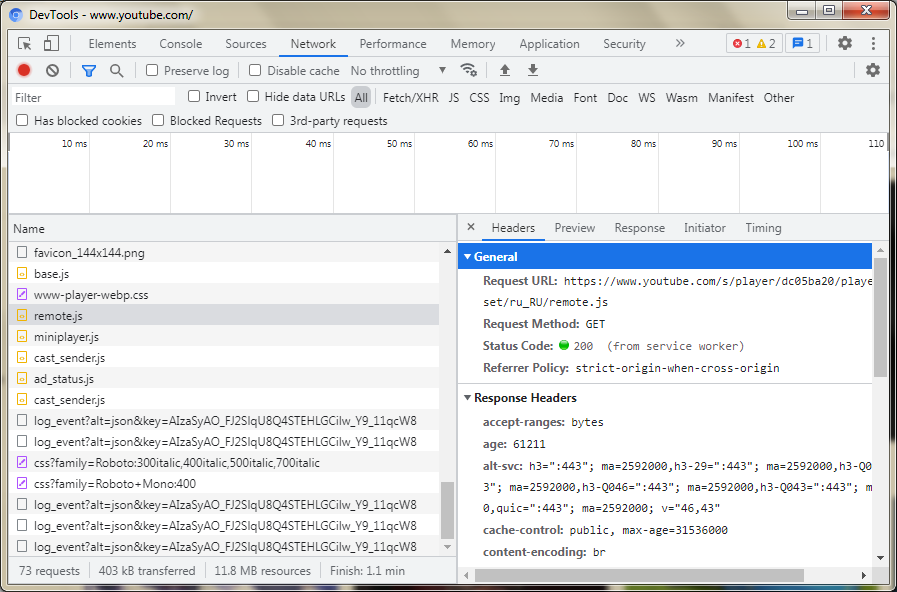 DevTools - www.youtube.com/
Elements Console Sources Network Performance Memory Application Security » 1 2 1
Preserve log Disable cache No throttling
Filter Invert Hide data URLs All Fetch/XHR JS CSS Img Media Font Doc WS Wasm Manifest Other
Has blocked cookies Blocked Requests 3rd-party requests
10 ms 20 ms 30 ms 40 ms 50 ms 60 ms 70 ms 80 ms 90 ms 100 ms 110
Name
favicon_144x144.png
base.js
www-player-webp.css
remote.js
miniplayer.js
cast_sender.js
ad_status.js
cast_sender.js
log_event?alt=json&key=AIzaSyAO_FJ2SlqU8Q4STEHLGCilw_Y9_11qcW8
log_event?alt=json&key=AIzaSyAO_FJ2SlqU8Q4STEHLGCilw_Y9_11qcW8
css?family=Roboto:300italic,400italic,500italic,700italic
css?family=Roboto+Mono:400
log_event?alt=json&key=AIzaSyAO_FJ2SlqU8Q4STEHLGCilw_Y9_11qcW8
log_event?alt=json&key=AIzaSyAO_FJ2SlqU8Q4STEHLGCilw_Y9_11qcW8
log_event?alt=json&key=AIzaSyAO_FJ2SlqU8Q4STEHLGCilw_Y9_11qcW8
73 requests 403 kB transferred 11.8 MB resources Finish: 1.1 min
× Headers Preview Response Initiator Timing
General
Request URL: https://www.youtube.com/s/player/dc05ba20/playe
set/ru_RU/remote.js
Request Method: GET
Status Code: 200 (from service worker)
Referrer Policy: strict-origin-when-cross-origin
Response Headers
accept-ranges: bytes
age: 61211
alt-svc: h3=":443"; ma=2592000,h3-29=":443"; ma=2592000,h3-Q0
3"; ma=2592000,h3-Q046=":443"; ma=2592000,h3-Q043=":443"; m
0,quic=":443"; ma=2592000; v="46,43"
cache-control: public, max-age=31536000
content-encoding: br